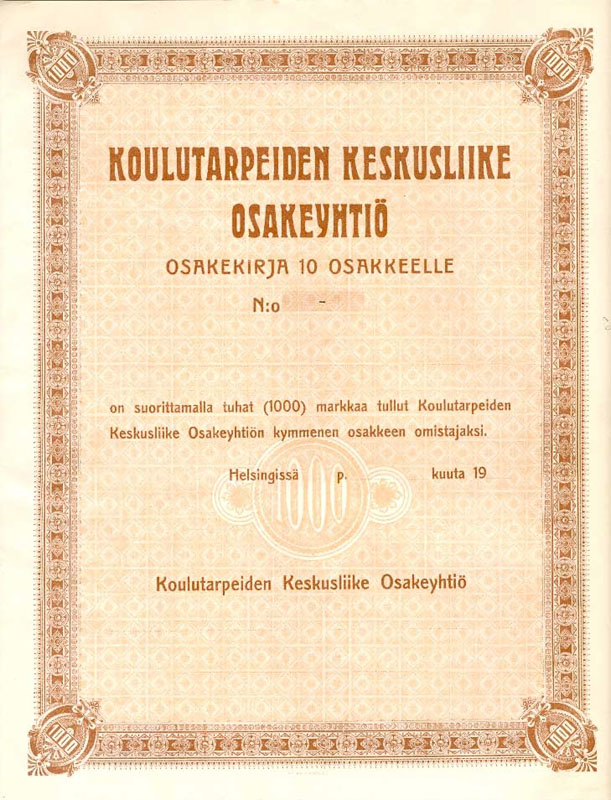 1000 1000
KOULUTARPEIDEN KESKUSLIIKE
OSAKEYHTIÖ
OSAKEKIRJA 10 OSAKKEELLE
N:o -
on suorittamalla tuhat (1000) markkaa tullut Koulutarpeiden
Keskusliike Osakeyhtiön kymmenen osakkeen omistajaksi.
Helsingissä p. kuuta 19
1000
Koulutarpeiden Keskusliike Osakeyhtiö
1000 1000